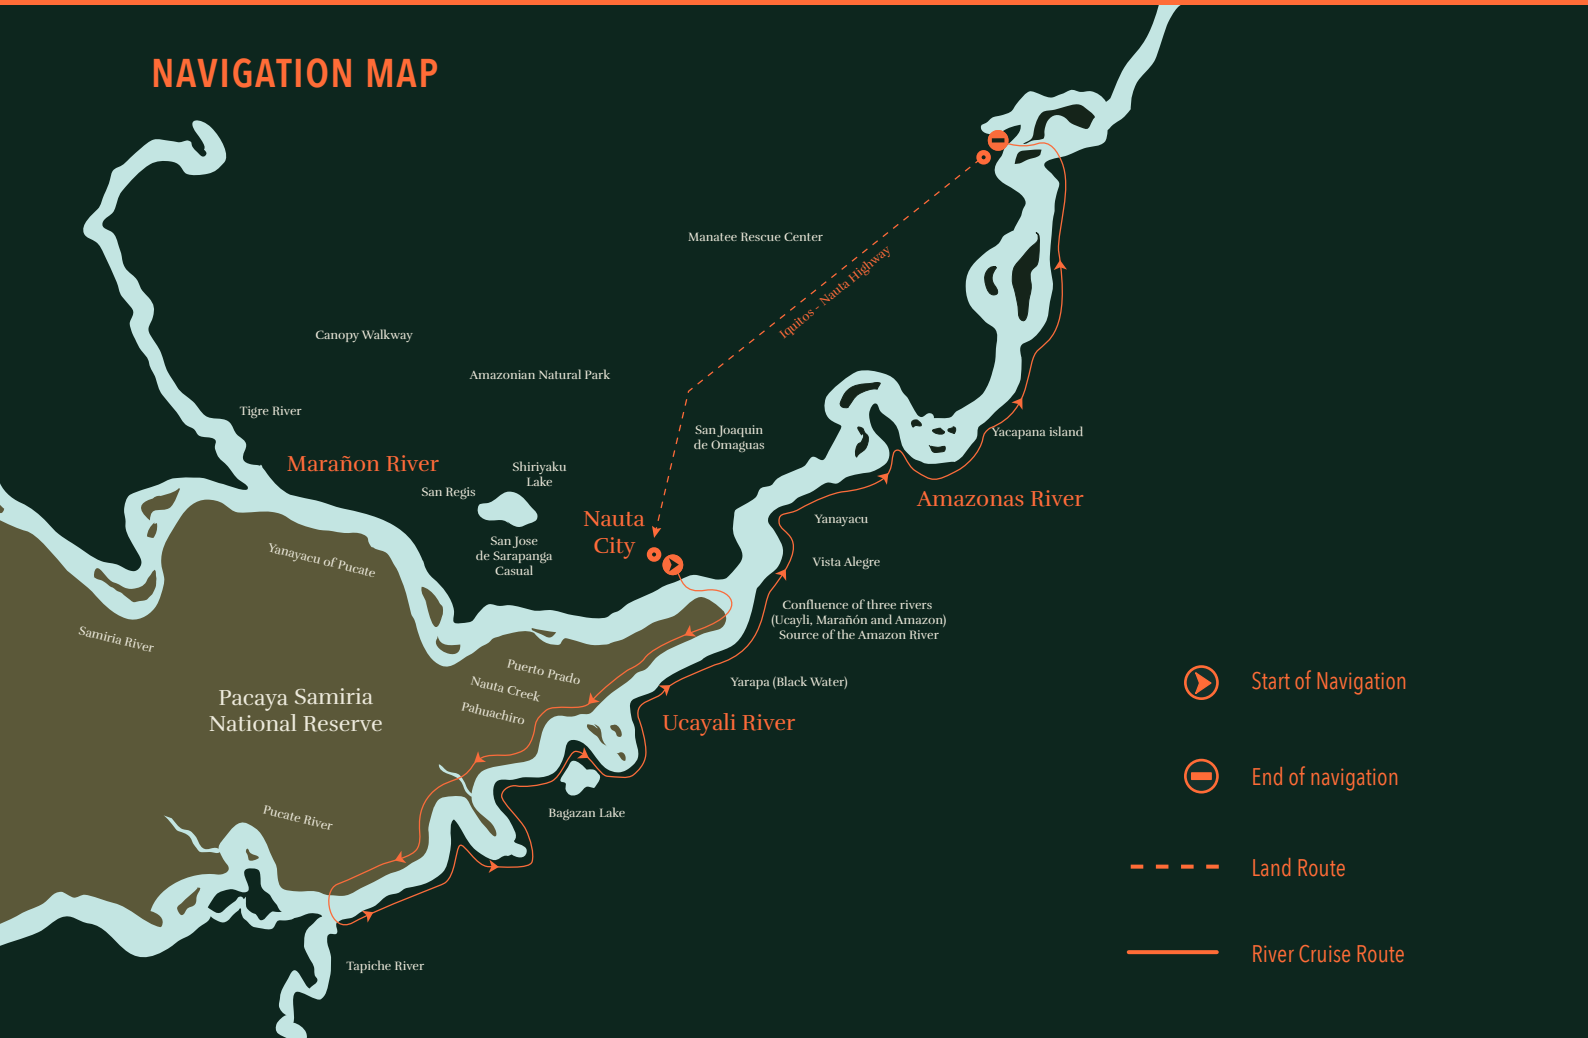 NAVIGATION MAP
Manatee Rescue Center
Iquitos - Nauta Highway
Canopy Walkway
Amazonian Natural Park
Tigre River
San Joaquin
de Omaguas
Yacapana island
Marañon River
Shiriyaku
Lake
San Regis
Amazonas River
Nauta
City
San Jose
de Sarapanga
Casual
Yanayacu
Yanayacu of Pucate
Vista Alegre
Confluence of three rivers
(Ucayli, Marañón and Amazon)
Source of the Amazon River
Samiria River
Puerto Prado
Nauta Creek
Pahuachiro
Yarapa (Black Water)
Pacaya Samiria
National Reserve
Ucayali River
Pucate River
Bagazan Lake
Tapiche River
Start of Navigation
End of navigation
Land Route
River Cruise Route